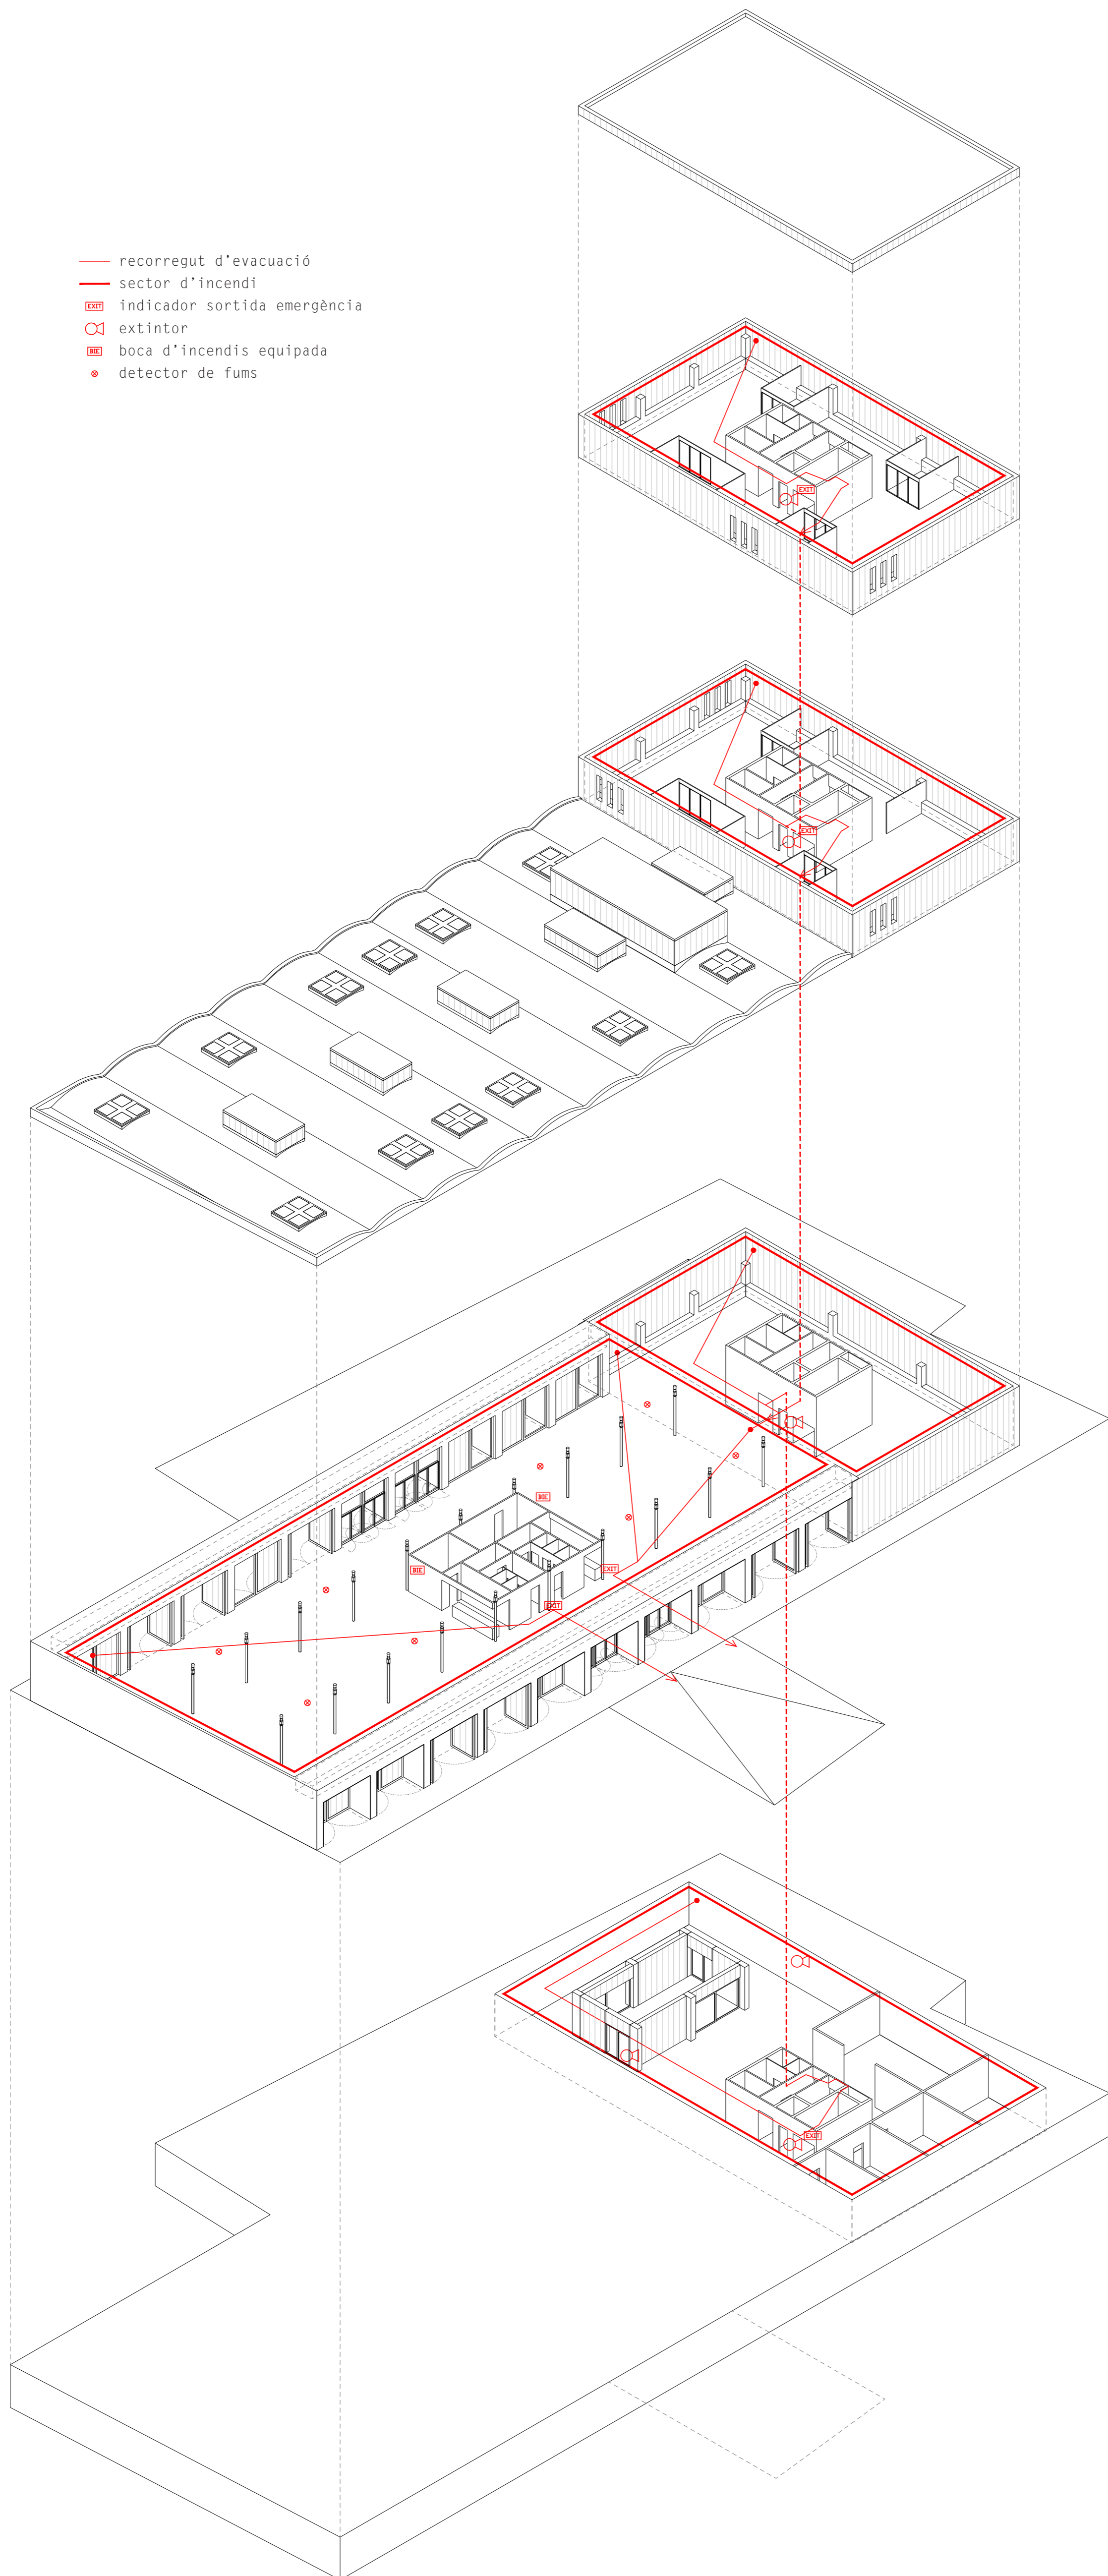 recorregut d'evacuació
sector d'incendi
EXIT indicador sortida emergència
extintor
BIE boca d'incendis equipada
detector de fums
EXIT
EXIT
BIE
BIE
EXIT
EXIT
EXIT